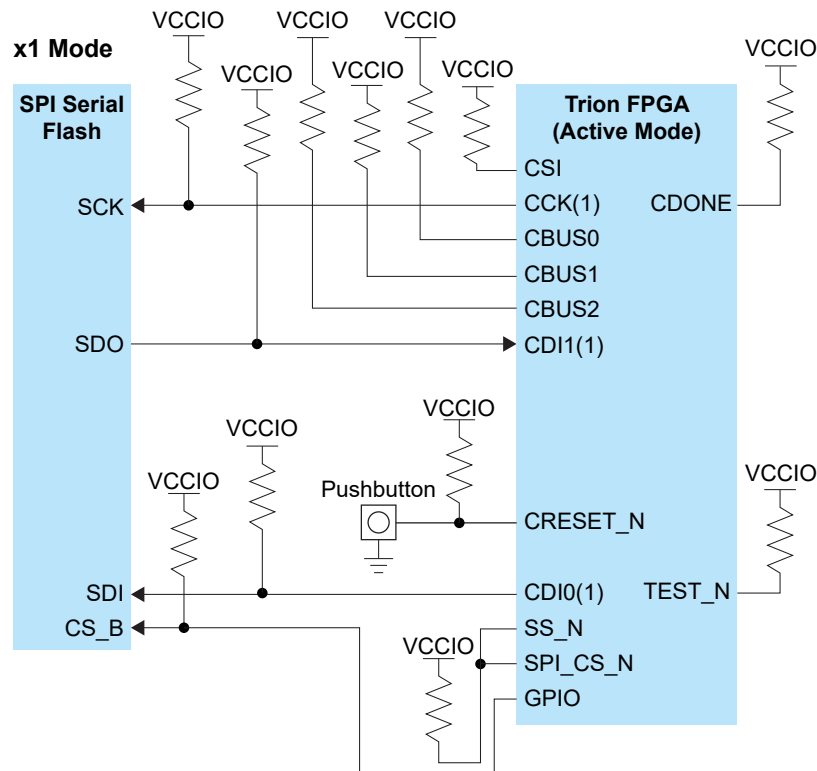 VCCIO
VCCIO
VCCIO
VCCIO
x1 Mode
VCCIO
VCCIO
VCCIO
SPI Serial
Flash
Trion FPGA
(Active Mode)
CSI
SCK
CCK(1)
CDONE
CBUS0
CBUS1
CBUS2
SDO
CDI1(1)
VCCIO
VCCIO
VCCIO
VCCIO
Pushbutton
CRESET_N
SDI
CDI0(1)
TEST_N
CS_B
SS_N
VCCIO
SPI_CS_N
GPIO